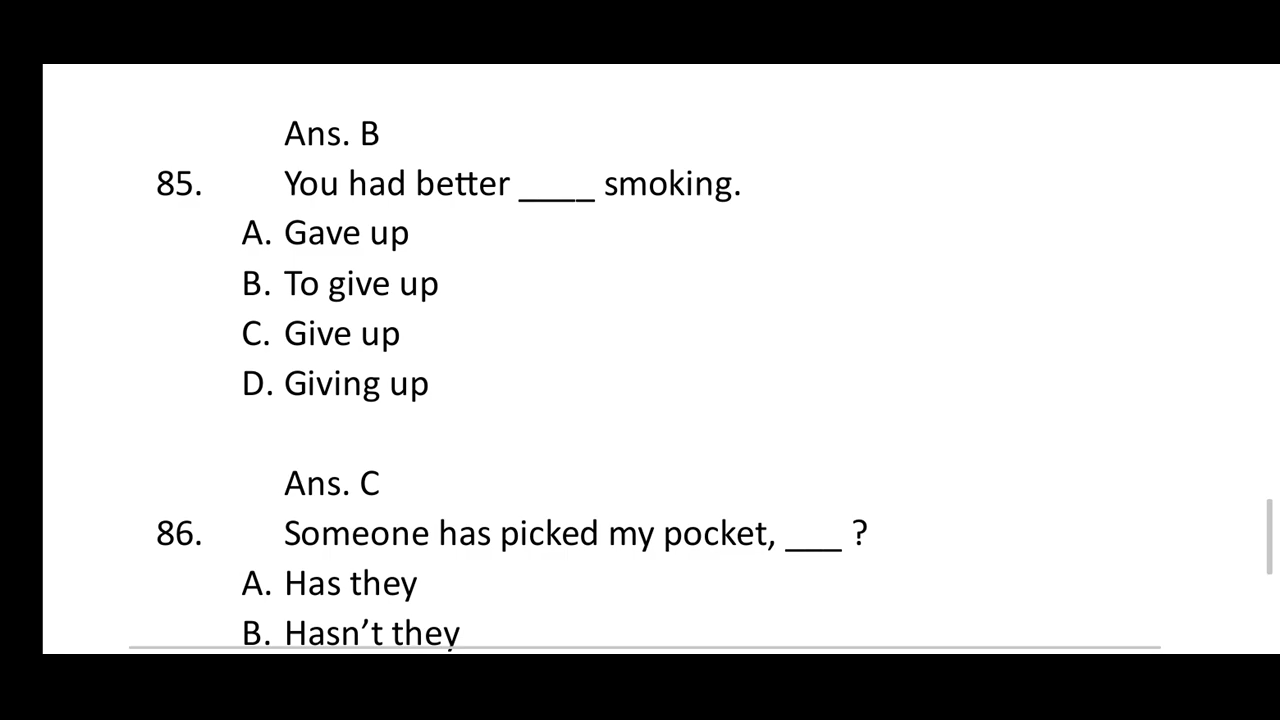 Ans. B
85. You had better ____ smoking.
A. Gave up
B. To give up
C. Give up
D. Giving up
Ans. C
86. Someone has picked my pocket, ___ ?
A. Has they
B. Hasn’t they